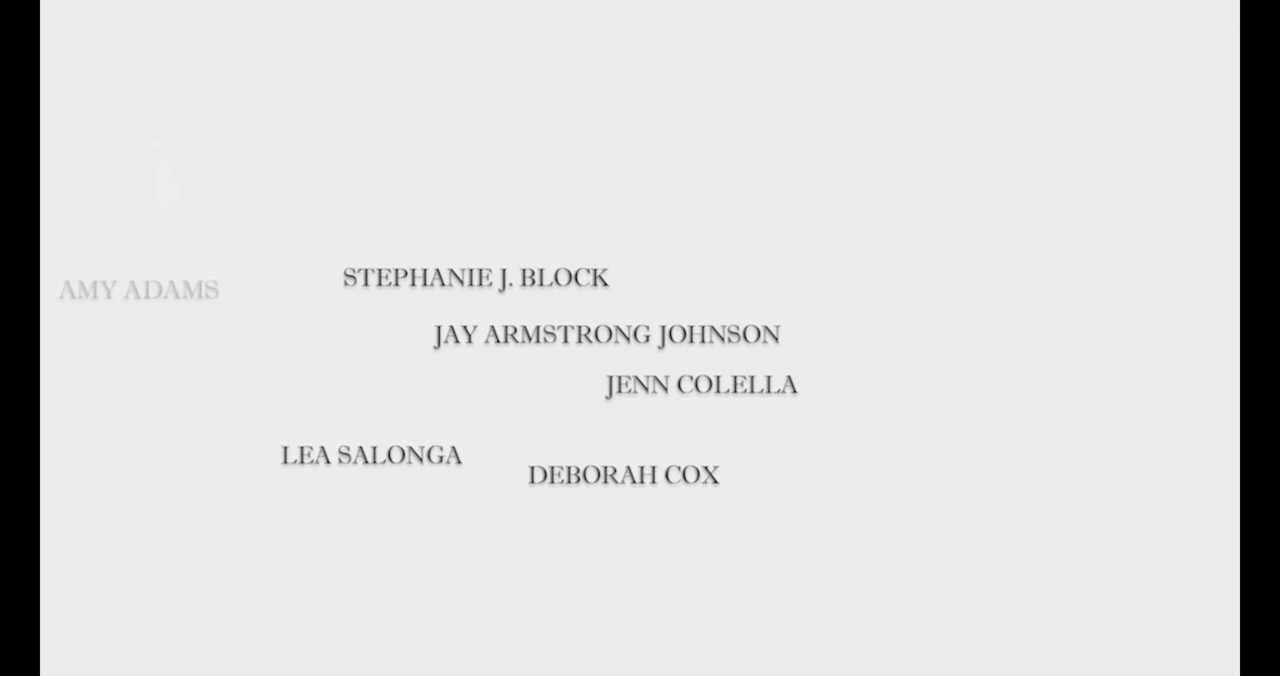 STEPHANIE J. BLOCK
AMY ADAMS
JAY ARMSTRONG JOHNSON
JENN COLELLA
LEA SALONGA
DEBORAH COX